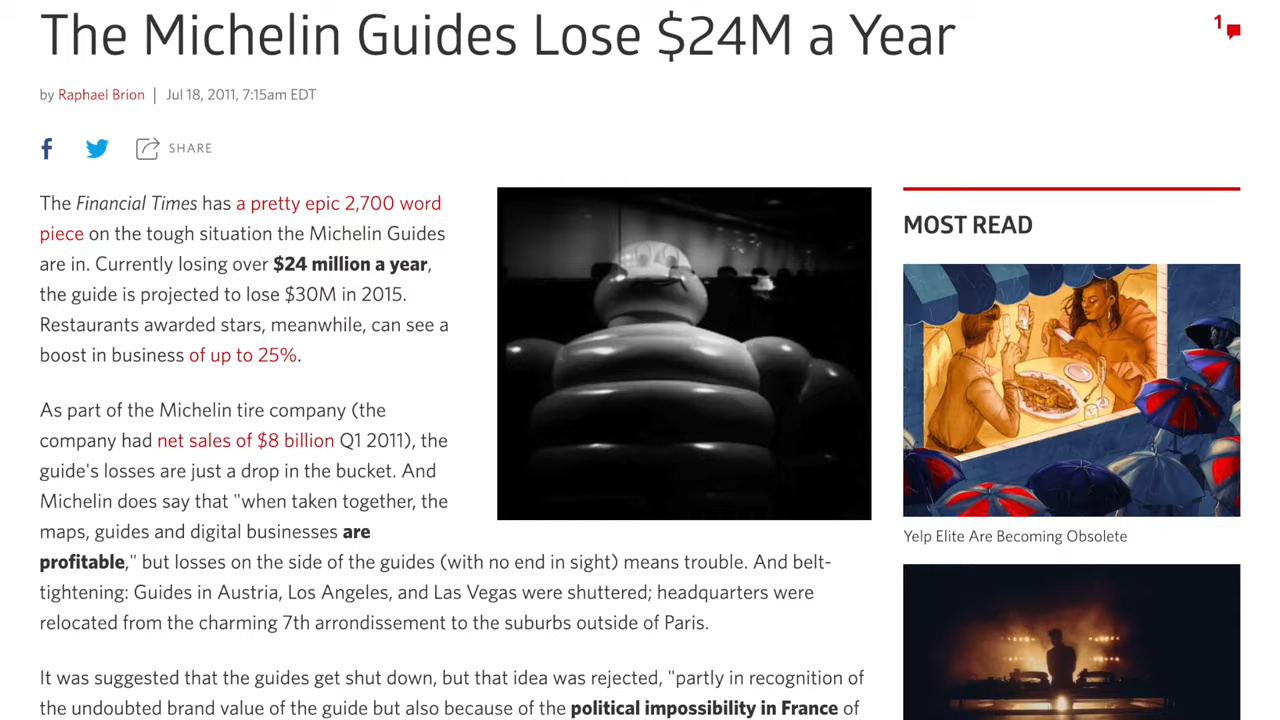 The Michelin Guides Lose $24M a Year
1
by Raphael Brion | Jul 18, 2011, 7:15am EDT
SHARE
The Financial Times has a pretty epic 2,700 word
piece on the tough situation the Michelin Guides
are in. Currently losing over $24 million a year,
the guide is projected to lose $30M in 2015.
Restaurants awarded stars, meanwhile, can see a
boost in business of up to 25%.
As part of the Michelin tire company (the
company had net sales of $8 billion Q1 2011), the
guide's losses are just a drop in the bucket. And
Michelin does say that "when taken together, the
maps, guides and digital businesses are
profitable," but losses on the side of the guides (with no end in sight) means trouble. And belt-
tightening: Guides in Austria, Los Angeles, and Las Vegas were shuttered; headquarters were
relocated from the charming 7th arrondissement to the suburbs outside of Paris.
It was suggested that the guides get shut down, but that idea was rejected, "partly in recognition of
the undoubted brand value of the guide but also because of the political impossibility in France of
MOST READ
Yelp Elite Are Becoming Obsolete